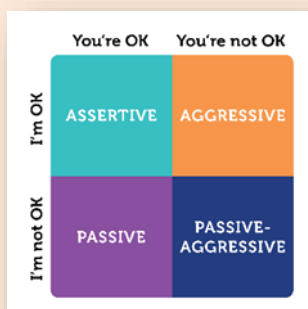 You're OK You're not OK
I'm OK
ASSERTIVE AGGRESSIVE
I'm not OK
PASSIVE PASSIVE-
AGGRESSIVE